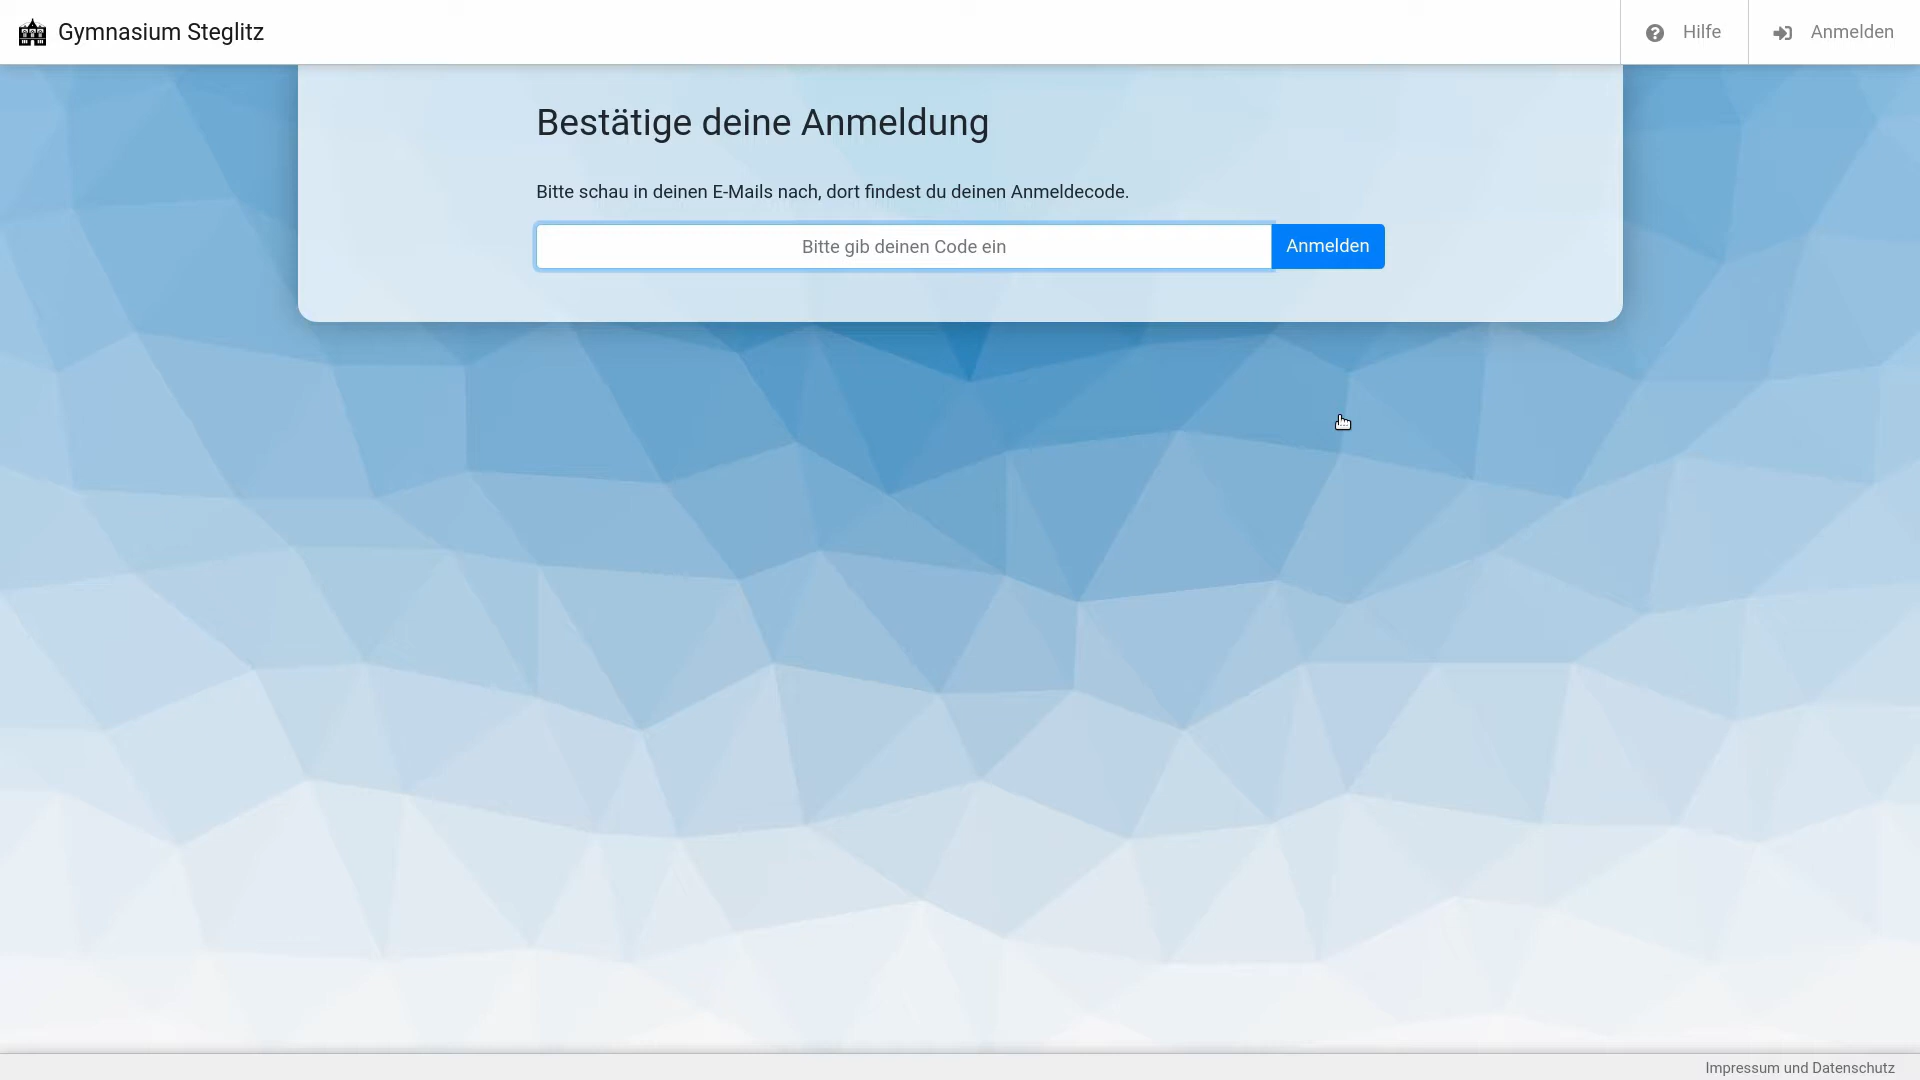 Gymnasium Steglitz
Hilfe
Anmelden
Bestätige deine Anmeldung
Bitte schau in deinen E-Mails nach, dort findest du deinen Anmeldecode.
Bitte gib deinen Code ein
Anmelden
Impressum und Datenschutz